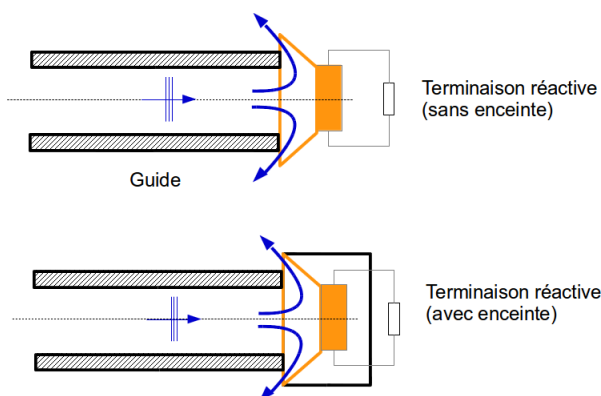 Terminaison réactive
(sans enceinte)
Guide
Terminaison réactive
(avec enceinte)